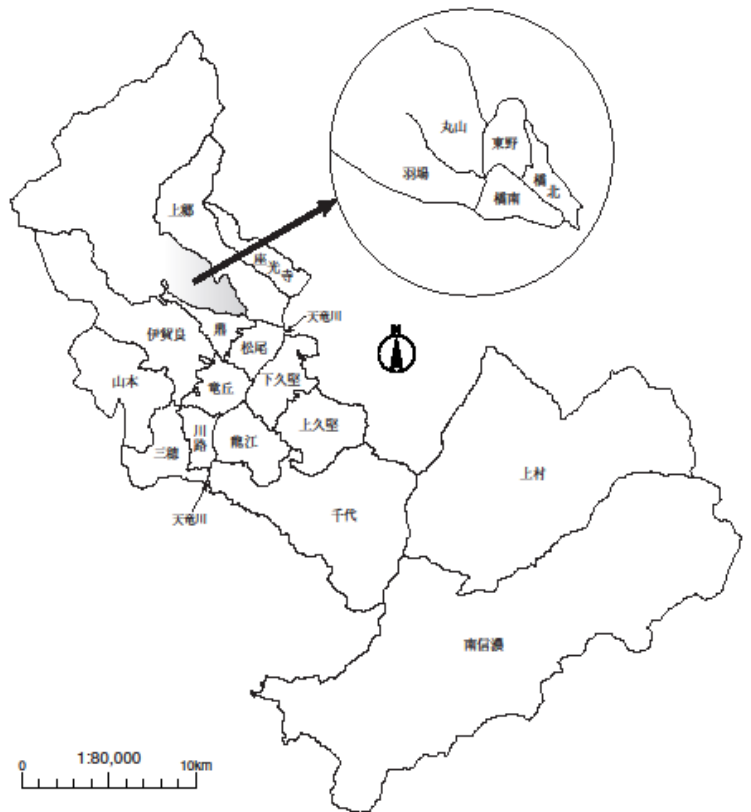 丸山
東野
羽場
橋北
橋南
上郷
座光寺
天竜川
鼎
伊賀良
松尾
N
山本
竜丘
下久堅
川路
龍江
上久堅
三穂
上村
千代
天竜川
南信濃
1:80,000
0
10km